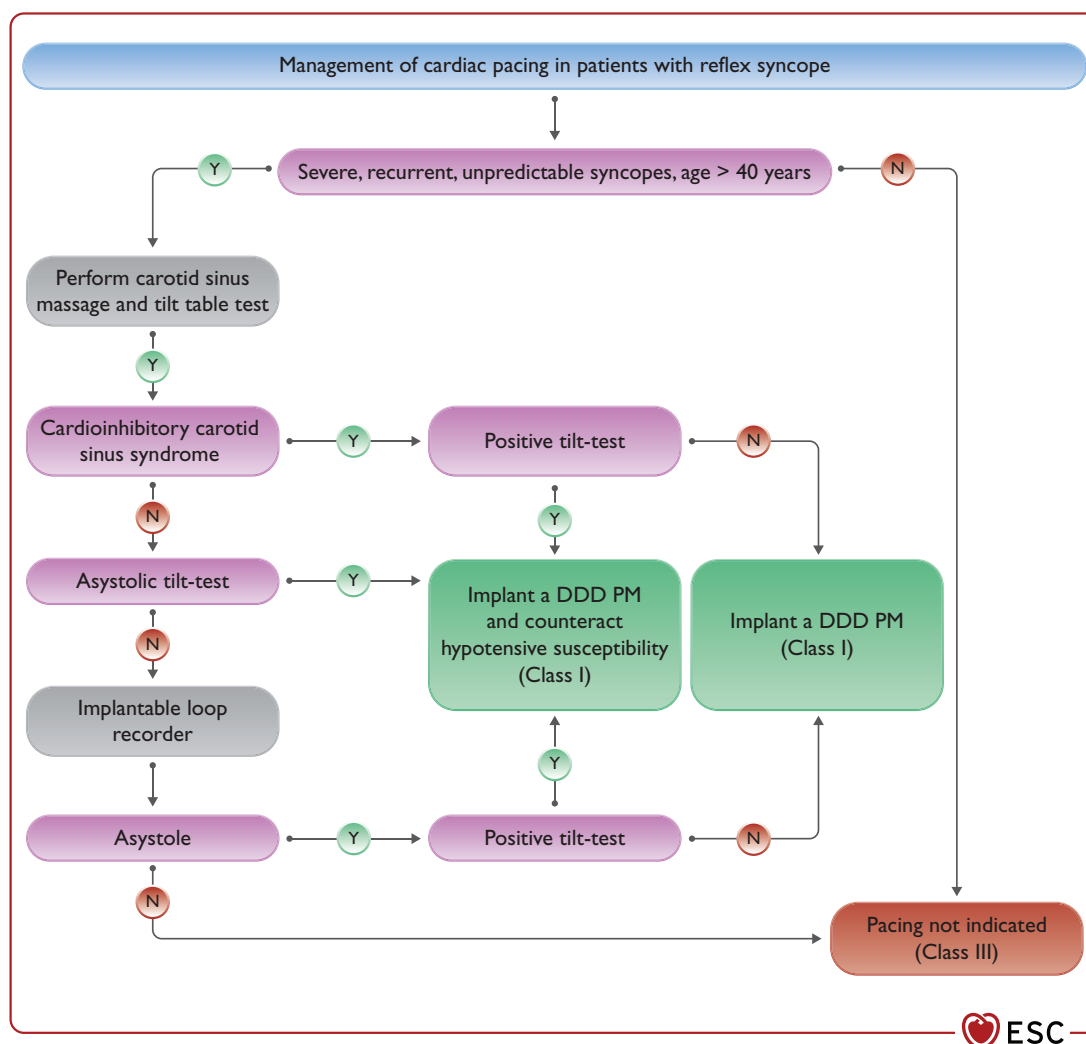 Management of cardiac pacing in patients with reflex syncope
Y
Severe, recurrent, unpredictable syncopes, age > 40 years
N
Perform carotid sinus
massage and tilt table test
Y
Cardioinhibitory carotid
sinus syndrome
Y
Positive tilt-test
N
N
Y
Asystolic tilt-test
Y
Implant a DDD PM
and counteract
hypotensive susceptibility
(Class I)
Implant a DDD PM
(Class I)
N
Implantable loop
recorder
Y
Asystole
Y
Positive tilt-test
N
N
Pacing not indicated
(Class III)
ESC